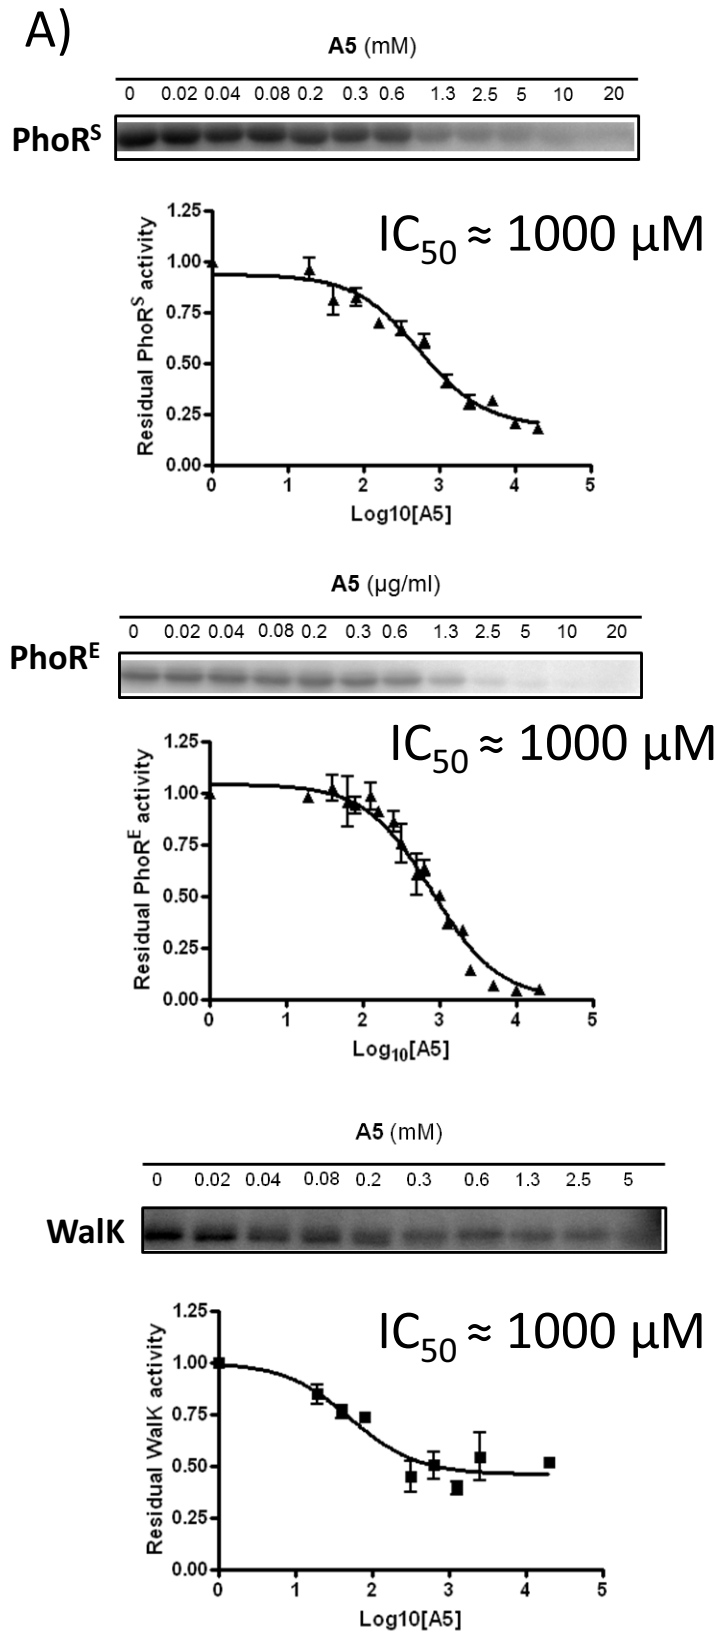 A)
A5 (mM)
0 0.02 0.04 0.08 0.2 0.3 0.6 1.3 2.5 5 10 20
PhoRS
IC50 ≈ 1000 µM
Residual PhoRS activity
1.25
1.00
0.75
0.50
0.25
0.00
0 1 2 3 4 5
Log10[A5]
A5 (µg/ml)
0 0.02 0.04 0.08 0.2 0.3 0.6 1.3 2.5 5 10 20
PhoRE
IC50 ≈ 1000 µM
Residual PhoRE activity
1.25
1.00
0.75
0.50
0.25
0.00
0 1 2 3 4 5
Log10[A5]
A5 (mM)
0 0.02 0.04 0.08 0.2 0.3 0.6 1.3 2.5 5
WalK
IC50 ≈ 1000 µM
Residual WalK activity
1.25
1.00
0.75
0.50
0.25
0.00
0 1 2 3 4 5
Log10[A5]